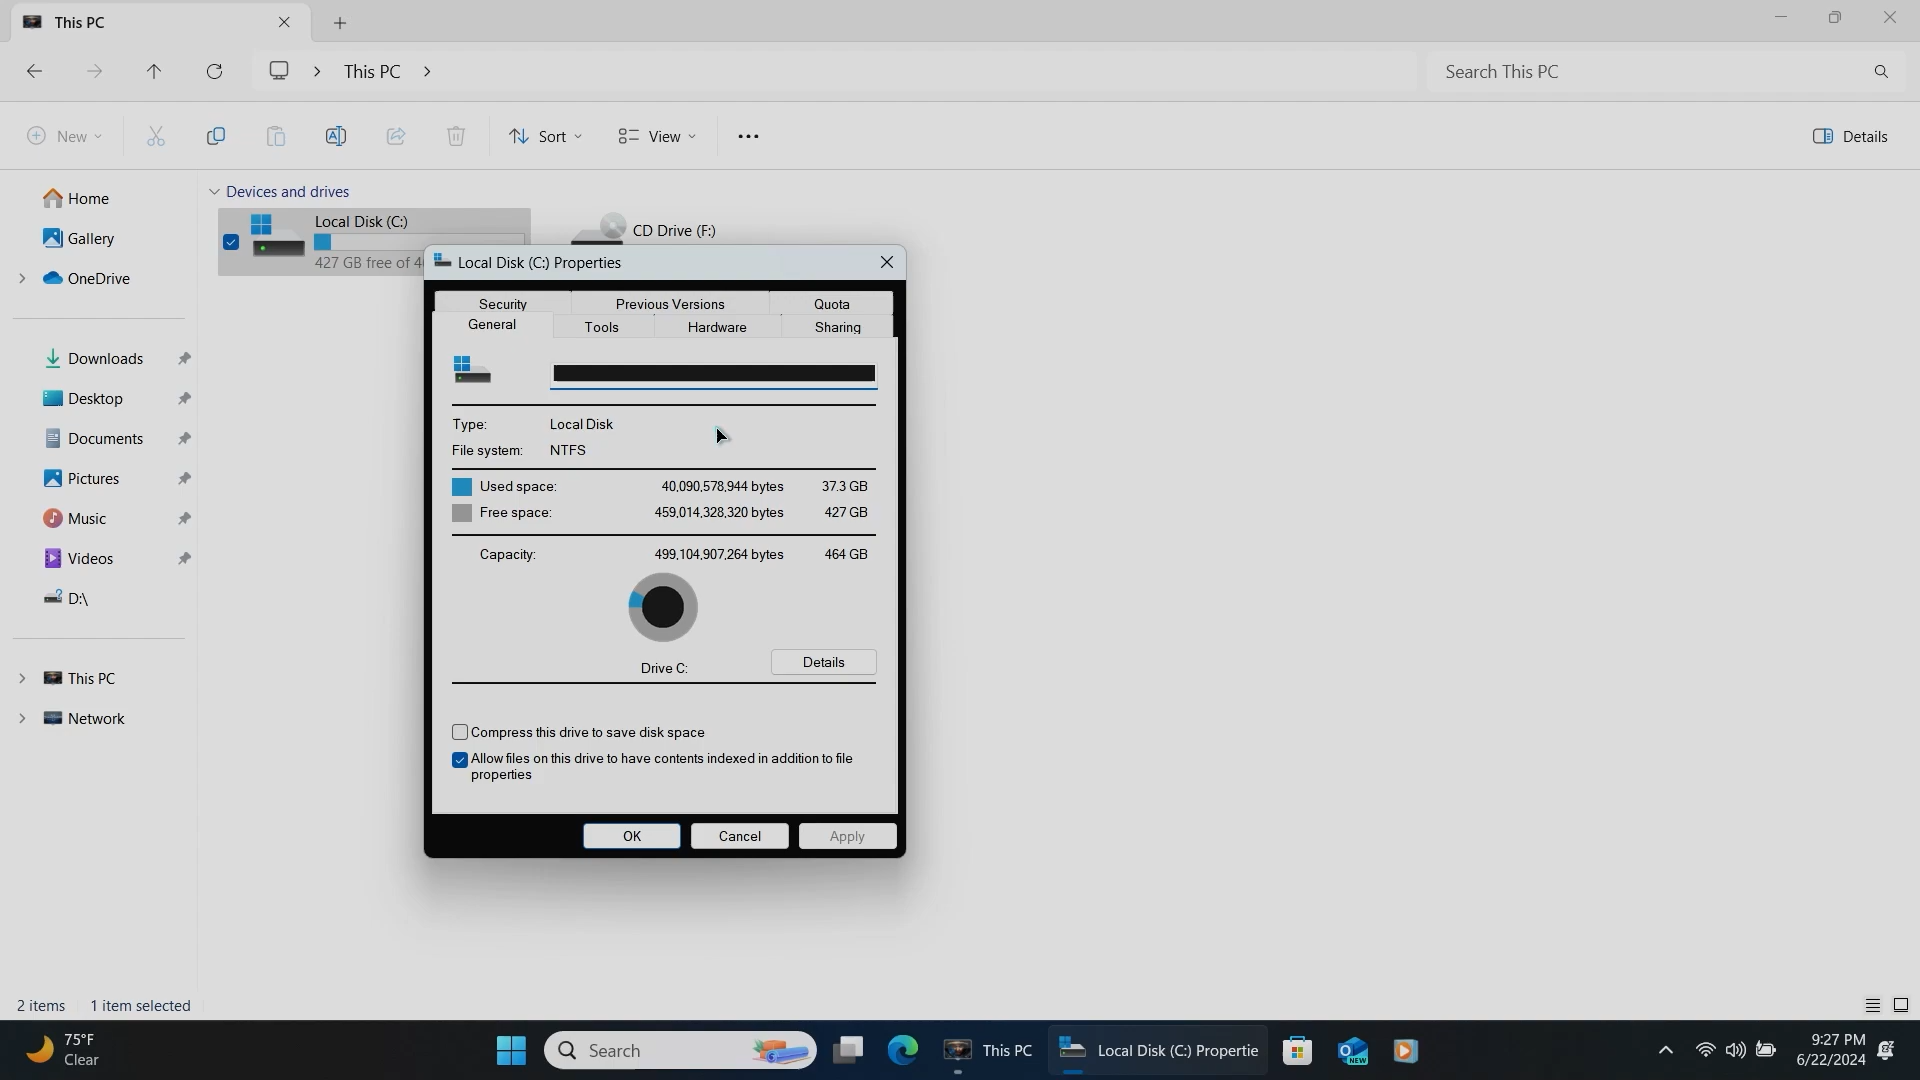 This PC
This PC
Search This PC
New
Sort
View
Details
Home
Gallery
OneDrive
Downloads
Desktop
Documents
Pictures
Music
Videos
D:\
This PC
Network
Devices and drives
Local Disk (C:)
427 GB free of
CD Drive (F:)
Local Disk (C:) Properties
Security Previous Versions Quota
General Tools Hardware Sharing
Type: Local Disk
File system: NTFS
Used space: 40,090,578,944 bytes 37.3 GB
Free space: 459,014,328,320 bytes 427 GB
Capacity: 499,104,907,264 bytes 464 GB
Drive C:
Details
Compress this drive to save disk space
Allow files on this drive to have contents indexed in addition to file
properties
OK Cancel Apply
2 items 1 item selected
75°F
Clear
Search
This PC
Local Disk (C:) Propertie
NEW
9:27 PM
6/22/2024